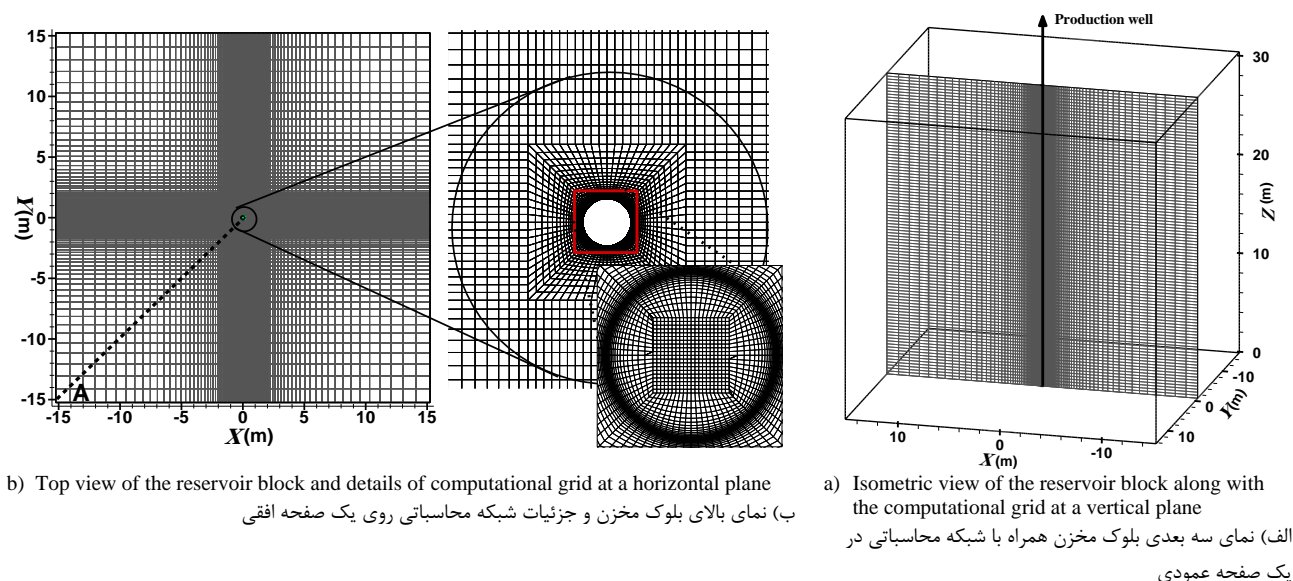 Production well
15
10
5
0
-5
-10
-15
Y (m)
-15
-10
-5
0
5
10
15
X(m)
A
30
20
10
0
Z (m)
-10
0
10
Y(m)
10
0
-10
X(m)
b) Top view of the reservoir block and details of computational grid at a horizontal plane
ب) نمای بالای بلوک مخزن و جزئیات شبکه محاسباتی روی یک صفحه افقی
a) Isometric view of the reservoir block along with
the computational grid at a vertical plane
الف) نمای سه بعدی بلوک مخزن همراه با شبکه محاسباتی در
یک صفحه عمودی